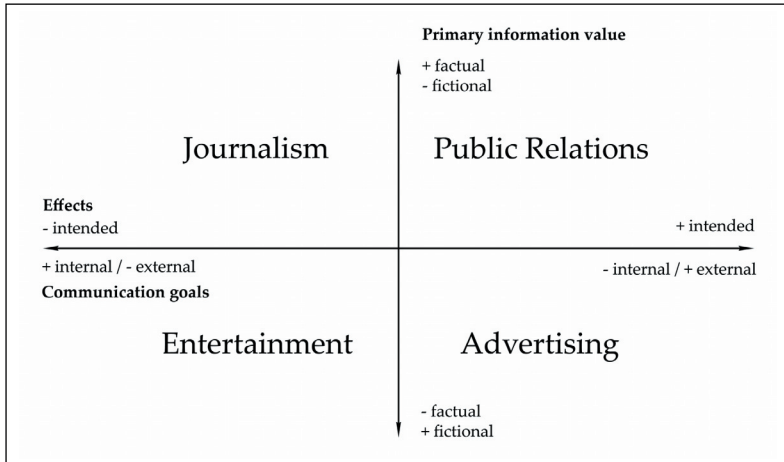 Primary information value
+ factual
- fictional
Journalism
Public Relations
Effects
- intended
+ intended
+ internal / - external
- internal / + external
Communication goals
Entertainment
Advertising
- factual
+ fictional